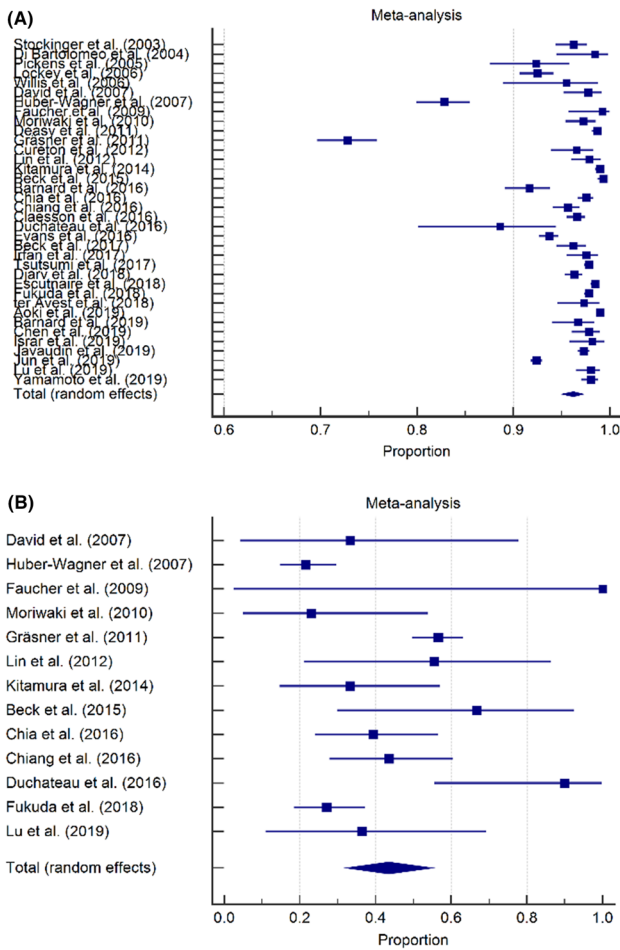 (A)
Meta-analysis
Stockinger et al. (2003)
Di Bartolomeo et al. (2004)
Pickens et al. (2005)
Lockey et al. (2006)
Willis et al. (2006)
David et al. (2007)
Huber-Wagner et al. (2007)
Faucher et al. (2009)
Moriwaki et al. (2010)
Deasy et al. (2011)
Gräsner et al. (2011)
Cureton et al. (2012)
Lin et al. (2012)
Kitamura et al. (2014)
Beck et al. (2015)
Barnard et al. (2016)
Chia et al. (2016)
Chiang et al. (2016)
Claesson et al. (2016)
Duchateau et al. (2016)
Evans et al. (2016)
Beck et al. (2017)
Irfan et al. (2017)
Tsutsumi et al. (2017)
Djarv et al. (2018)
Escutnaire et al. (2018)
Fukuda et al. (2018)
ter Avest et al. (2018)
Aoki et al. (2019)
Barnard et al. (2019)
Chen et al. (2019)
Israr et al. (2019)
Javaudin et al. (2019)
Jun et al. (2019)
Lu et al. (2019)
Yamamoto et al. (2019)
Total (random effects)
0.6 0.7 0.8 0.9 1.0
Proportion
(B)
Meta-analysis
David et al. (2007)
Huber-Wagner et al. (2007)
Faucher et al. (2009)
Moriwaki et al. (2010)
Gräsner et al. (2011)
Lin et al. (2012)
Kitamura et al. (2014)
Beck et al. (2015)
Chia et al. (2016)
Chiang et al. (2016)
Duchateau et al. (2016)
Fukuda et al. (2018)
Lu et al. (2019)
Total (random effects)
0.0 0.2 0.4 0.6 0.8 1.0
Proportion